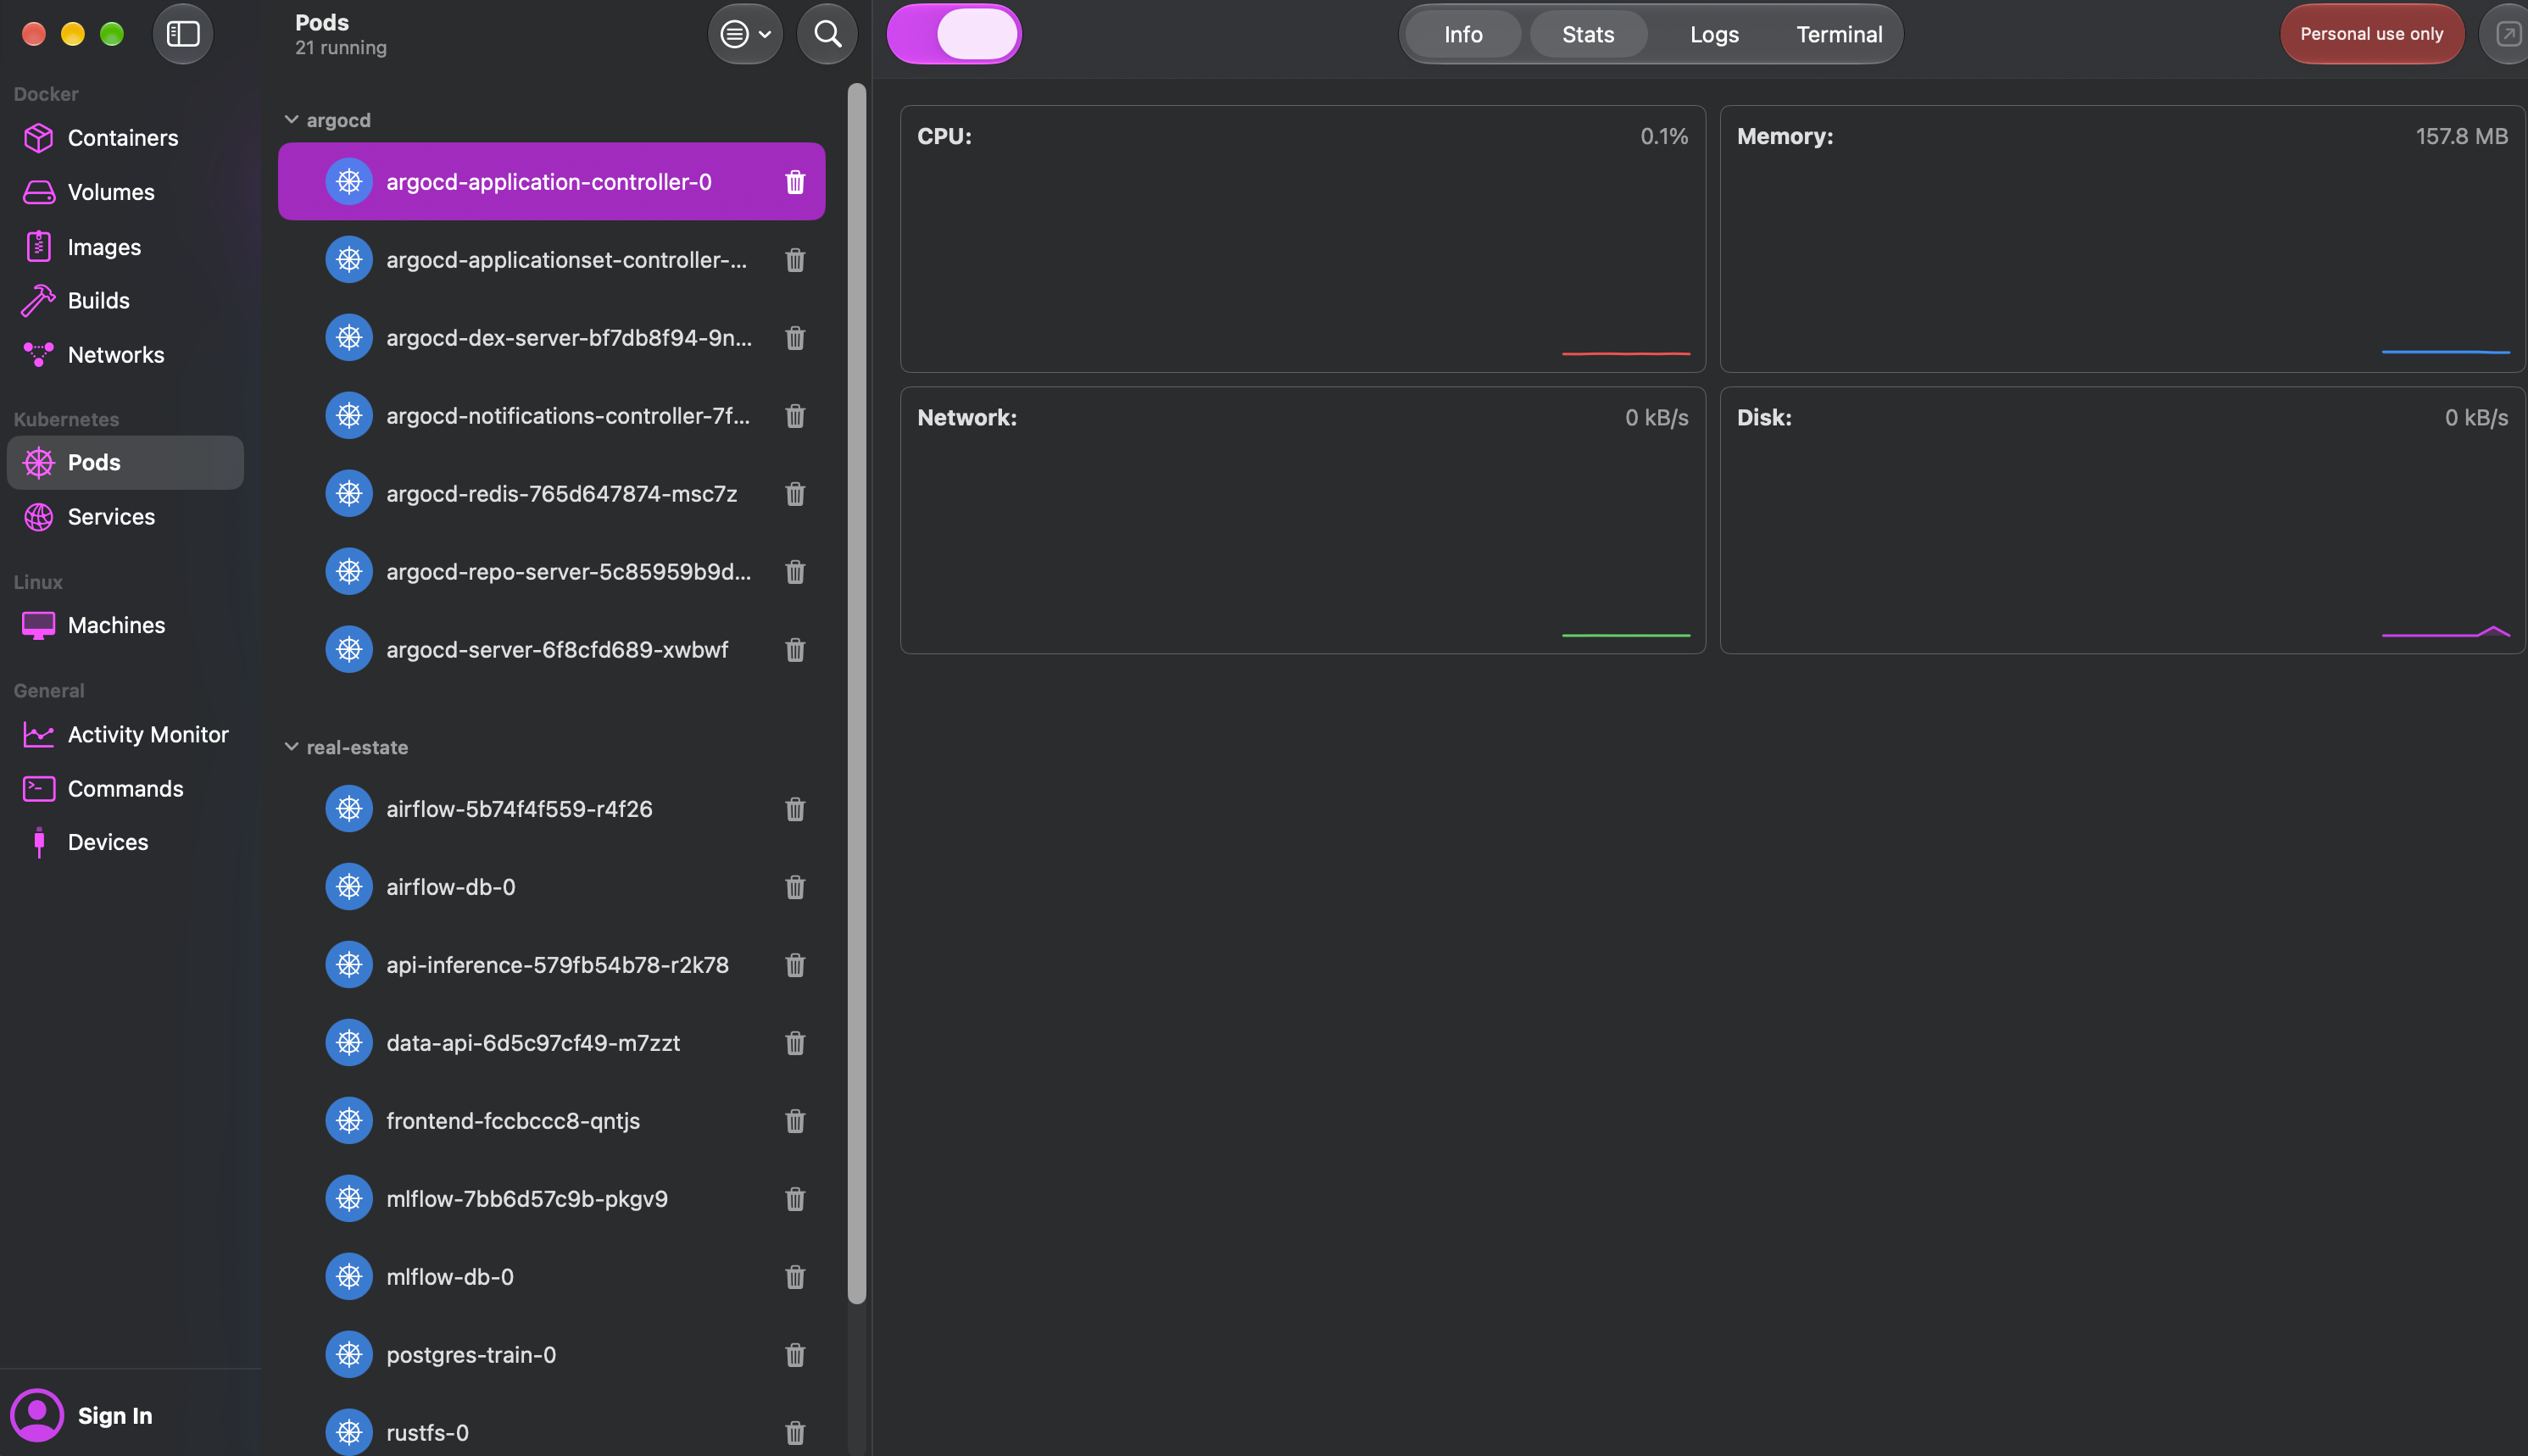 Pods
21 running
Info
Stats
Logs
Terminal
Personal use only
Docker
Containers
Volumes
Images
Builds
Networks
Kubernetes
Pods
Services
Linux
Machines
General
Activity Monitor
Commands
Devices
Sign In
argocd
argocd-application-controller-0
argocd-applicationset-controller-...
argocd-dex-server-bf7db8f94-9n...
argocd-notifications-controller-7f...
argocd-redis-765d647874-msc7z
argocd-repo-server-5c85959b9d...
argocd-server-6f8cfd689-xwbwf
real-estate
airflow-5b74f4f559-r4f26
airflow-db-0
api-inference-579fb54b78-r2k78
data-api-6d5c97cf49-m7zzt
frontend-fccbccc8-qntjs
mlflow-7bb6d57c9b-pkgv9
mlflow-db-0
postgres-train-0
rustfs-0
CPU: 0.1%
Memory: 157.8 MB
Network: 0 kB/s
Disk: 0 kB/s